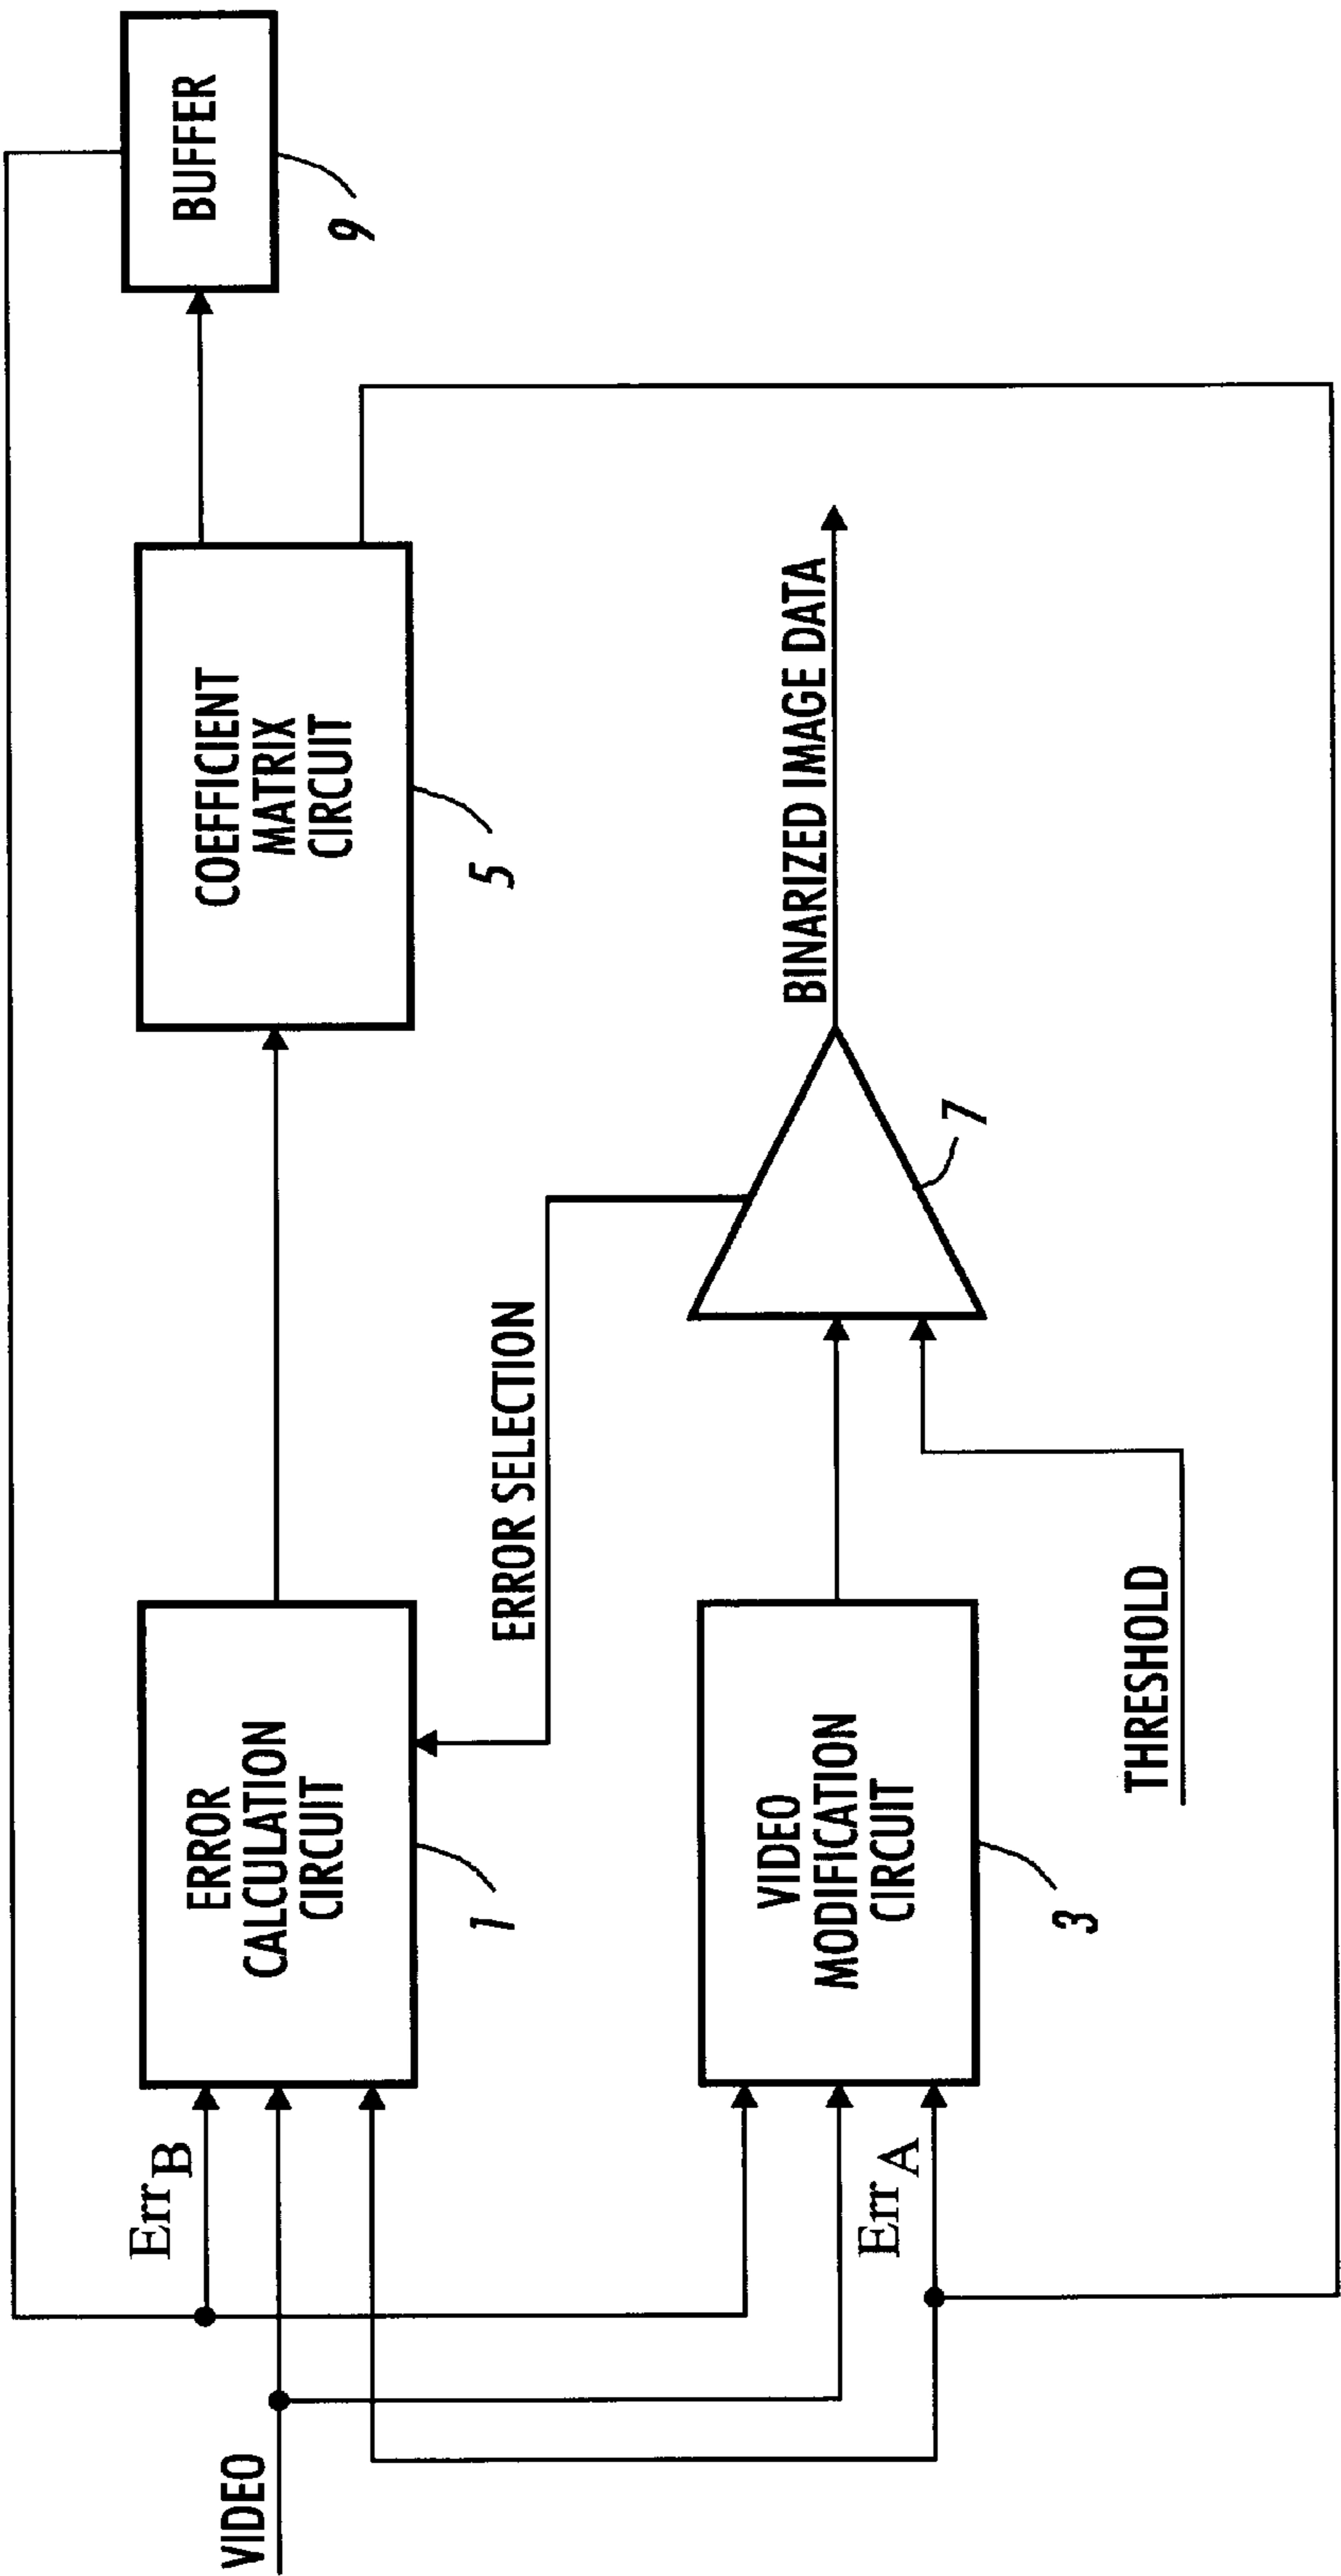 BUFFER
9
COEFFICIENT
MATRIX
CIRCUIT
5
ERROR
CALCULATION
CIRCUIT
1
Err B
VIDEO
ERROR SELECTION
BINARIZED IMAGE DATA
7
VIDEO
MODIFICATION
CIRCUIT
3
Err A
THRESHOLD